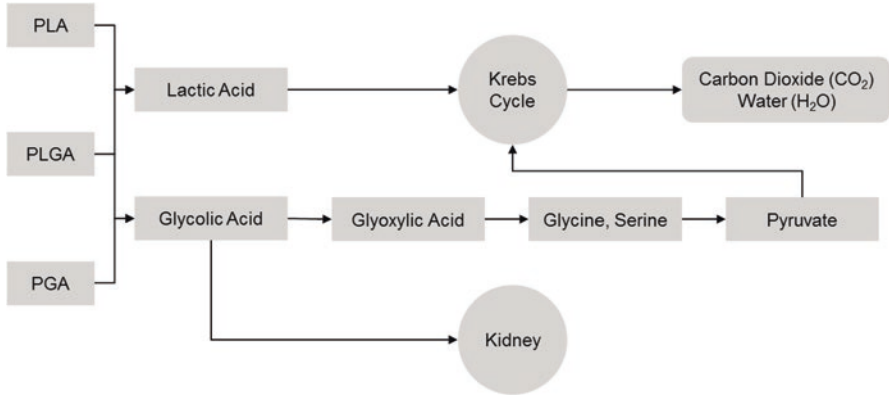 PLA
Lactic Acid
Krebs
Cycle
Carbon Dioxide (CO₂)
Water (H₂O)
PLGA
Glycolic Acid
Glyoxylic Acid
Glycine, Serine
Pyruvate
PGA
Kidney